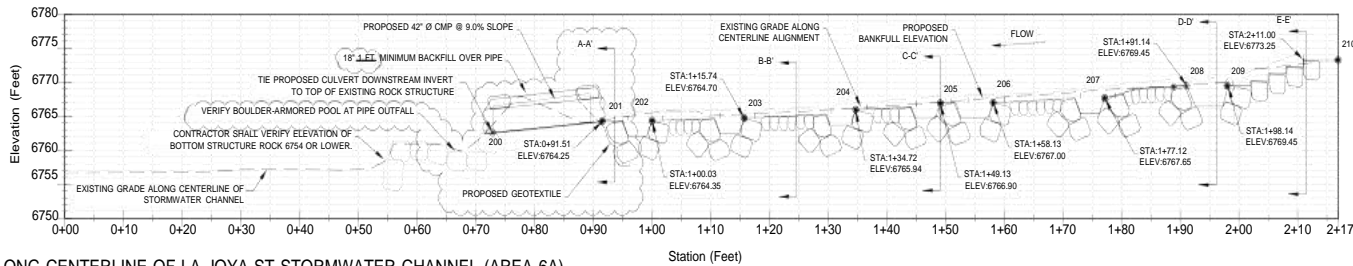 Elevation (Feet)
6780
6775
6770
6765
6760
6755
6750
PROPOSED 42" Ø CMP @ 9.0% SLOPE
18" 1 FT. MINIMUM BACKFILL OVER PIPE
TIE PROPOSED CULVERT DOWNSTREAM INVERT
TO TOP OF EXISTING ROCK STRUCTURE
VERIFY BOULDER-ARMORED POOL AT PIPE OUTFALL
CONTRACTOR SHALL VERIFY ELEVATION OF
BOTTOM STRUCTURE ROCK 6754 OR LOWER.
EXISTING GRADE ALONG CENTERLINE OF
STORMWATER CHANNEL
PROPOSED GEOTEXTILE
A-A'
200
201
STA:0+91.51
ELEV:6764.25
202
STA:1+00.03
ELEV:6764.35
STA:1+15.74
ELEV:6764.70
203
B-B'
EXISTING GRADE ALONG
CENTERLINE ALIGNMENT
204
STA:1+34.72
ELEV:6765.94
C-C'
205
STA:1+49.13
ELEV:6766.90
PROPOSED
BANKFULL ELEVATION
FLOW
206
STA:1+58.13
ELEV:6767.00
207
STA:1+77.12
ELEV:6767.65
STA:1+91.14
ELEV:6769.45
D-D'
208
209
STA:1+98.14
ELEV:6769.45
E-E'
STA:2+11.00
ELEV:6773.25
210
0+00 0+10 0+20 0+30 0+40 0+50 0+60 0+70 0+80 0+90 1+00 1+10 1+20 1+30 1+40 1+50 1+60 1+70 1+80 1+90 2+00 2+10 2+17
Station (Feet)
ONG CENTERLINE OF LA JOYA ST STORMWATER CHANNEL (AREA 6A)